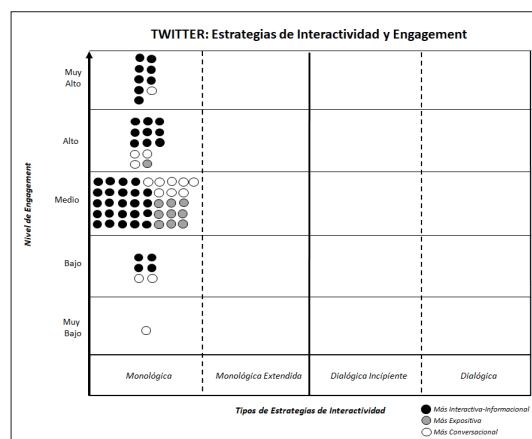 TWITTER: Estrategias de Interactividad y Engagement
Nivel de Engagement
Muy
Alto
Alto
Medio
Bajo
Muy
Bajo
Monológica
Monológica Extendida
Dialógica Incipiente
Dialógica
Tipos de Estrategias de Interactividad
Más Interactiva-Informacional
Más Expositiva
Más Conversacional